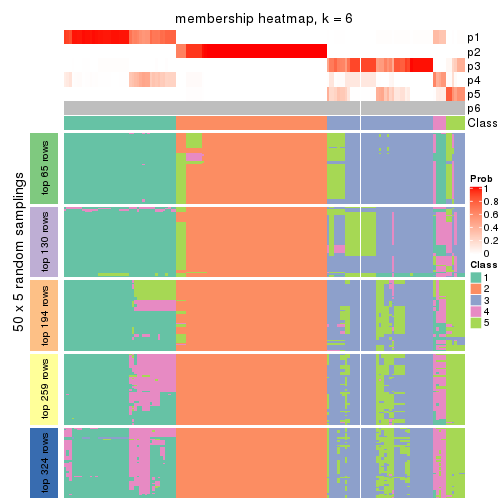 membership heatmap, k = 6
p1
p2
p3
p4
p5
p6
Class
50 x 5 random samplings
top 65 rows
top 130 rows
top 194 rows
top 259 rows
top 324 rows
Prob
1
0.8
0.6
0.4
0.2
0
Class
1
2
3
4
5